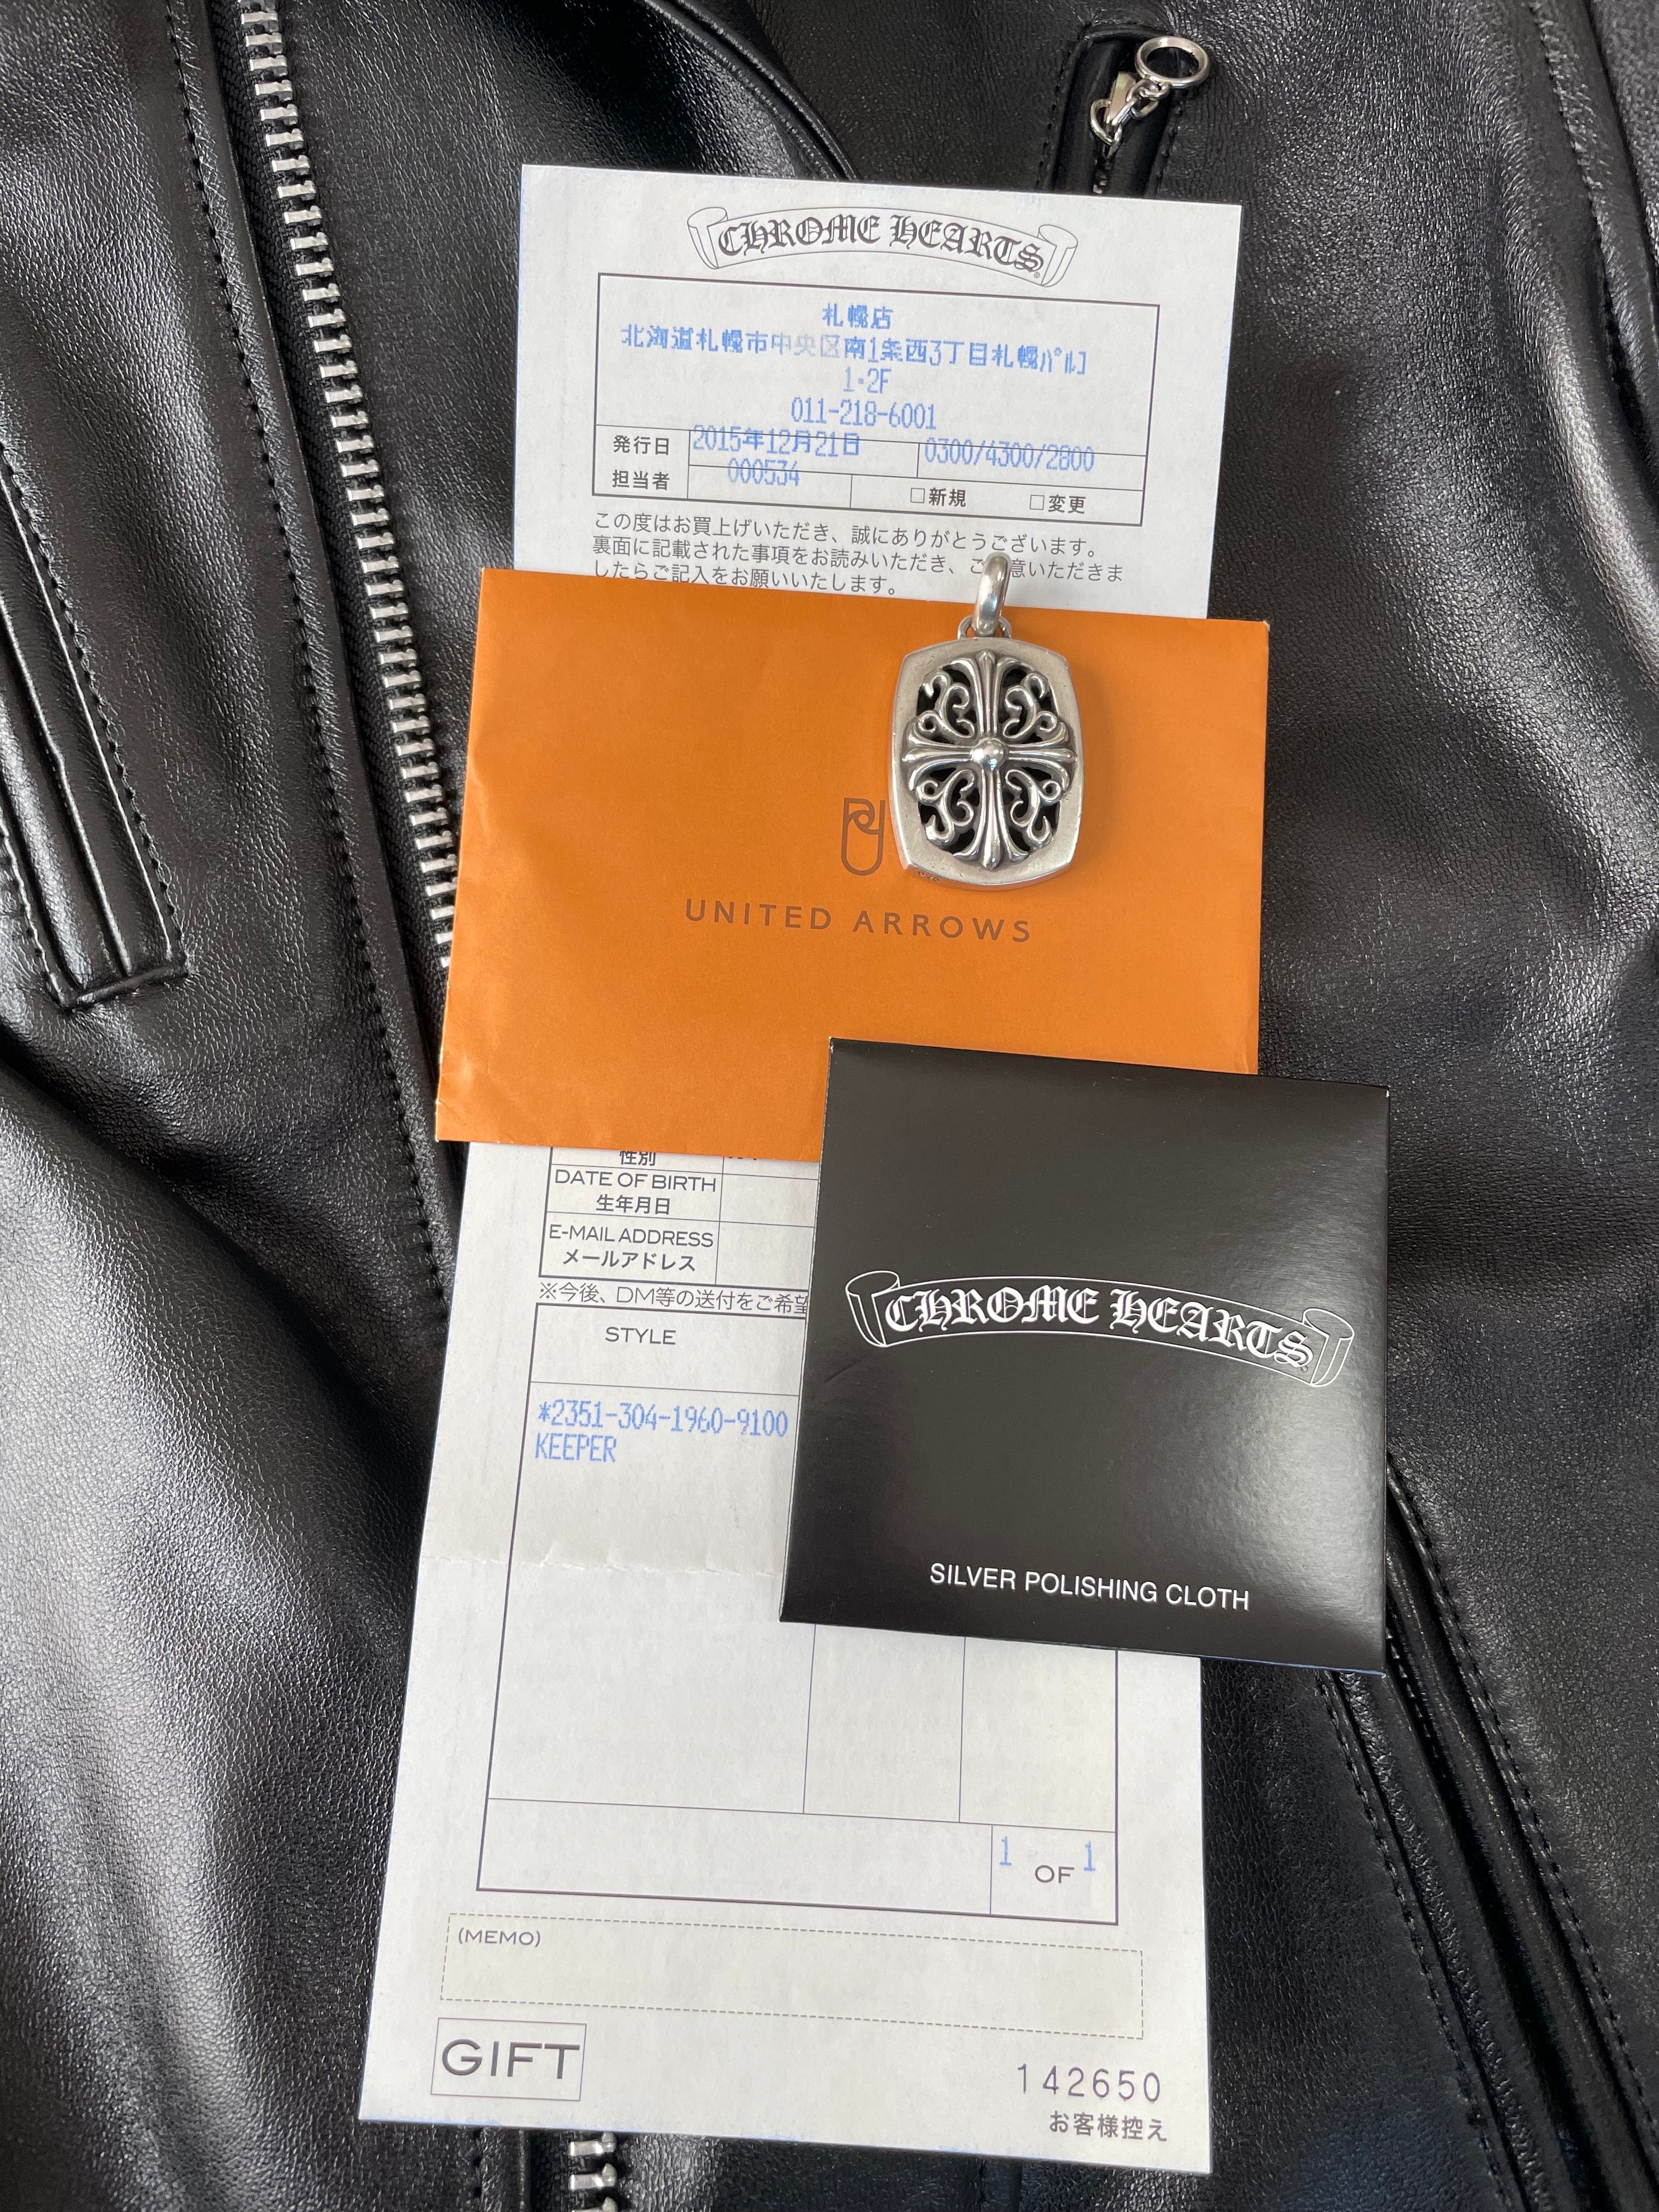 CHROME HEARTS
札幌店
北海道札幌市中央区南1条西3丁目札幌パルコ
1・2F
011-218-6001
発行日 2015年12月21日 0300/4300/2800
担当者 000534 □新規 □変更
この度はお買上げいただき、誠にありがとうございます。
裏面に記載された事項をお読みいただき、ご 意いただきま
したらご記入をお願いいたします。
UNITED ARROWS
性別
DATE OF BIRTH
生年月日
E-MAIL ADDRESS
メールアドレス
※今後、DM等の送付をご希望
STYLE
*2351-304-1960-9100
KEEPER
CHROME HEARTS
SILVER POLISHING CLOTH
1 OF 1
(MEMO)
GIFT
142650
お客様控え